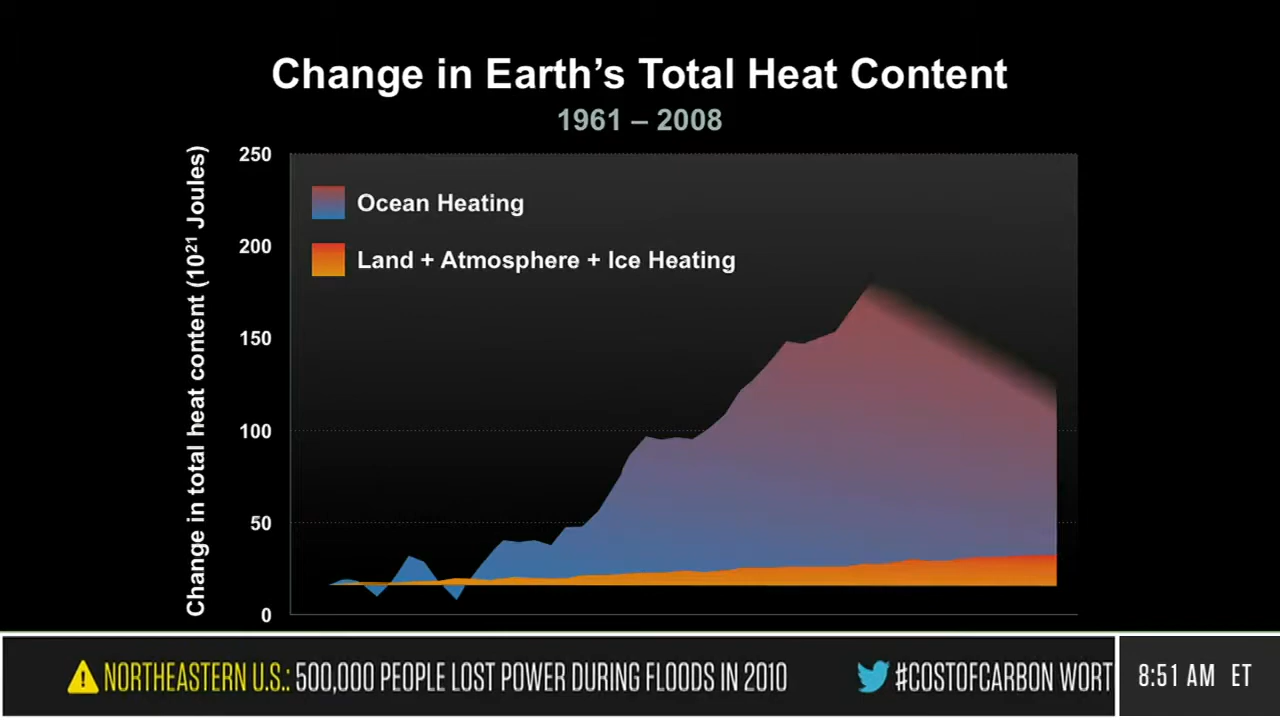 Change in Earth's Total Heat Content
1961 – 2008
Change in total heat content (10²¹ Joules)
250
200
150
100
50
0
Ocean Heating
Land + Atmosphere + Ice Heating
NORTHEASTERN U.S.: 500,000 PEOPLE LOST POWER DURING FLOODS IN 2010
#COSTOFCARBON WORT
8:51 AM ET